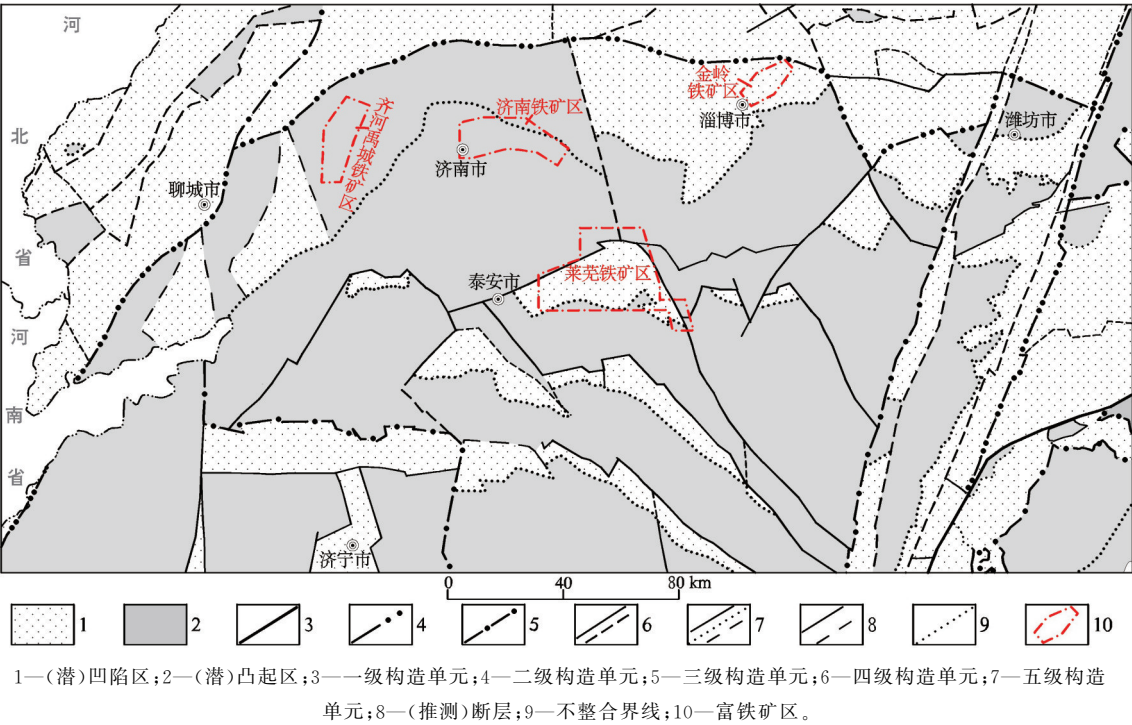 河
北
省
河
南
省
金岭
铁矿区
淄博市
潍坊市
济南铁矿区
济南市
齐河禹城铁矿区
聊城市
泰安市
莱芜铁矿区
济宁市
0 40 80 km
1 2 3 4 5 6 7 8 9 10
1—(潜)凹陷区;2—(潜)凸起区;3—一级构造单元;4—二级构造单元;5—三级构造单元;6—四级构造单元;7—五级构造
单元;8—(推测)断层;9—不整合界线;10—富铁矿区。